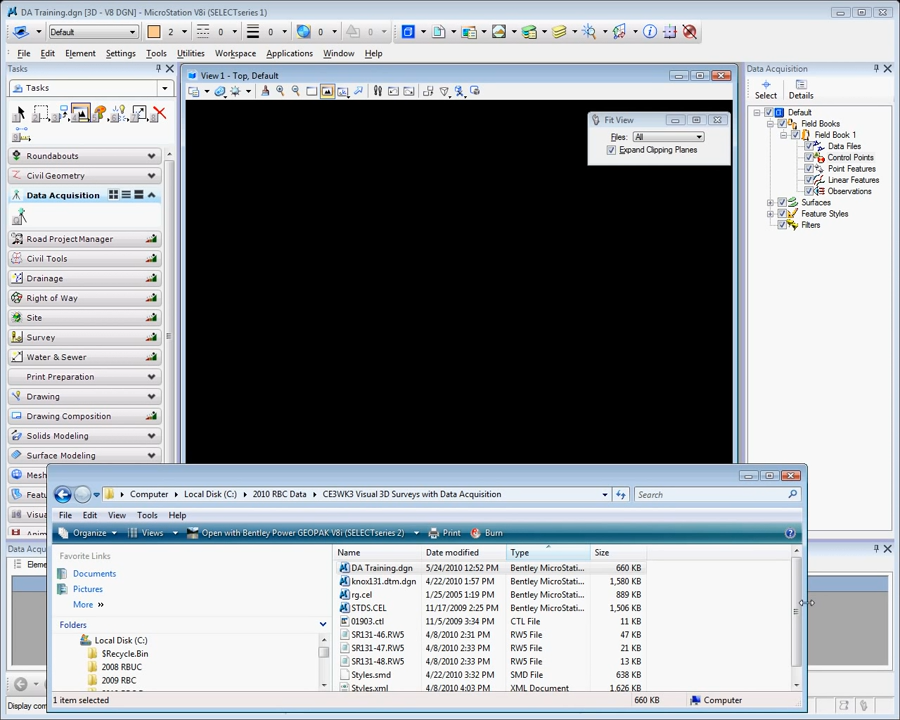 DA Training.dgn [3D - V8 DGN] - MicroStation V8i (SELECTseries 1)
Default
2
0
0
0
File Edit Element Settings Tools Utilities Workspace Applications Window Help
Tasks
Tasks
Roundabouts
Civil Geometry
Data Acquisition
Road Project Manager
Civil Tools
Drainage
Right of Way
Site
Survey
Water & Sewer
Print Preparation
Drawing
Drawing Composition
Solids Modeling
Surface Modeling
Mesh
View 1 - Top, Default
Fit View
Files: All
Expand Clipping Planes
Data Acquisition
Select Details
Default
Field Books
Field Book 1
Data Files
Control Points
Point Features
Linear Features
Observations
Surfaces
Feature Styles
Filters
Computer Local Disk (C:) 2010 RBC Data CE3WK3 Visual 3D Surveys with Data Acquisition
Search
File Edit View Tools Help
Organize Views Open with Bentley Power GEOPAK V8i (SELECTseries 2) Print Burn
Favorite Links
Documents
Pictures
More »
Folders
Local Disk (C:)
$Recycle.Bin
2008 RBUC
2009 RBC
Name Date modified Type Size
DA Training.dgn 5/24/2010 12:52 PM Bentley MicroStati... 660 KB
knox131.dtm.dgn 4/22/2010 1:57 PM Bentley MicroStati... 1,580 KB
rg.cel 1/25/2005 1:19 PM Bentley MicroStati... 889 KB
STDS.CEL 11/17/2009 2:25 PM Bentley MicroStati... 1,506 KB
01903.ctl 11/5/2009 3:34 PM CTL File 11 KB
SR131-46.RW5 4/8/2010 2:31 PM RW5 File 47 KB
SR131-47.RW5 4/8/2010 2:33 PM RW5 File 21 KB
SR131-48.RW5 4/8/2010 2:33 PM RW5 File 13 KB
Styles.smd 4/22/2010 3:32 PM SMD File 638 KB
Styles.xml 4/8/2010 4:03 PM XML Document 1,626 KB
1 item selected 660 KB Computer
Data Acqu
Eleme
Display com